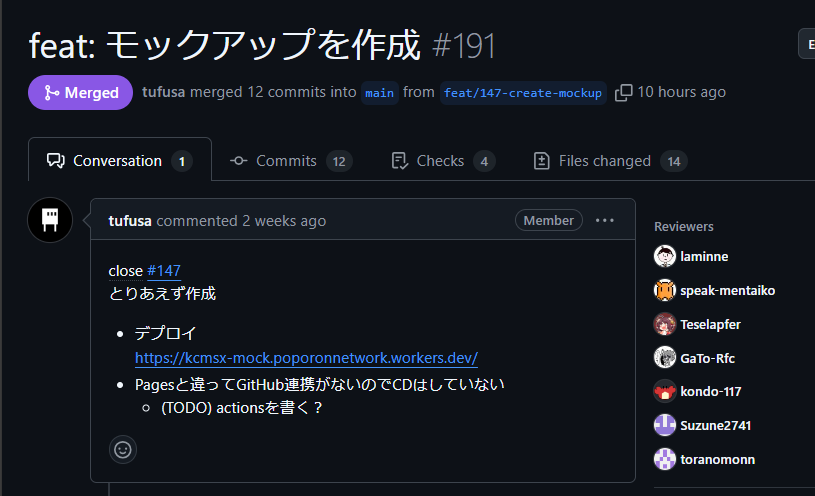 feat: モックアップを作成 #191
Merged tufusa merged 12 commits into main from feat/147-create-mockup 10 hours ago
Conversation 1 Commits 12 Checks 4 Files changed 14
tufusa commented 2 weeks ago Member
close #147
とりあえず作成
デプロイ
https://kcmsx-mock.poporonnetwork.workers.dev/
Pagesと違ってGitHub連携がないのでCDはしていない
(TODO) actionsを書く？
Reviewers
laminne
speak-mentaiko
Teselapfer
GaTo-Rfc
kondo-117
Suzune2741
toranomonn